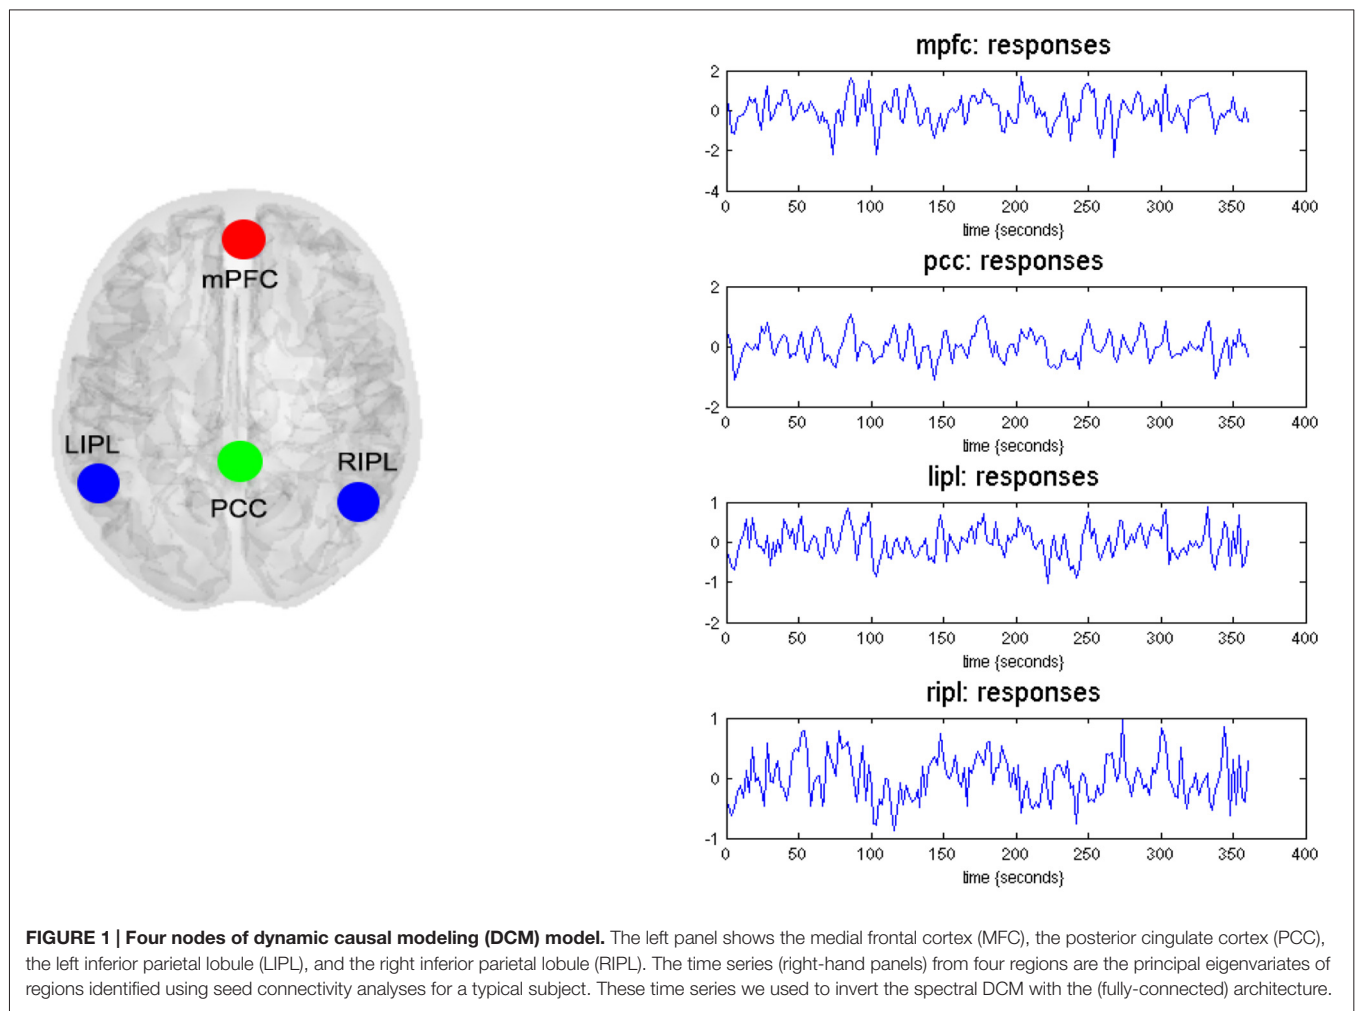 mPFC
LIPL
RIPL
PCC
mpfc: responses
2
0
-2
-4
0 50 100 150 200 250 300 350 400
time {seconds}
pcc: responses
2
0
-2
0 50 100 150 200 250 300 350 400
time {seconds}
lipl: responses
1
0
-1
-2
0 50 100 150 200 250 300 350 400
time {seconds}
ripl: responses
1
0
-1
0 50 100 150 200 250 300 350 400
time {seconds}
FIGURE 1 | Four nodes of dynamic causal modeling (DCM) model. The left panel shows the medial frontal cortex (MFC), the posterior cingulate cortex (PCC),
the left inferior parietal lobule (LIPL), and the right inferior parietal lobule (RIPL). The time series (right-hand panels) from four regions are the principal eigenvariates of
regions identified using seed connectivity analyses for a typical subject. These time series we used to invert the spectral DCM with the (fully-connected) architecture.